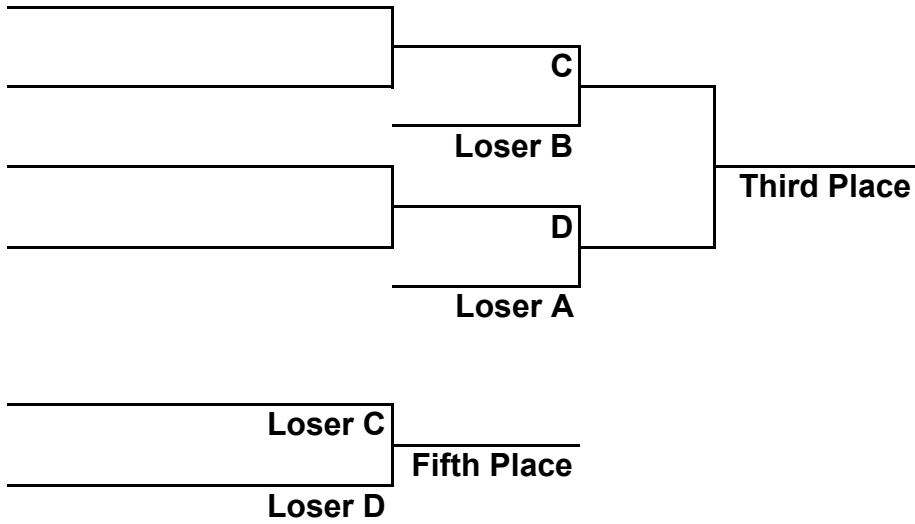 C
Loser B
Third Place
D
Loser A
Loser C
Fifth Place
Loser D